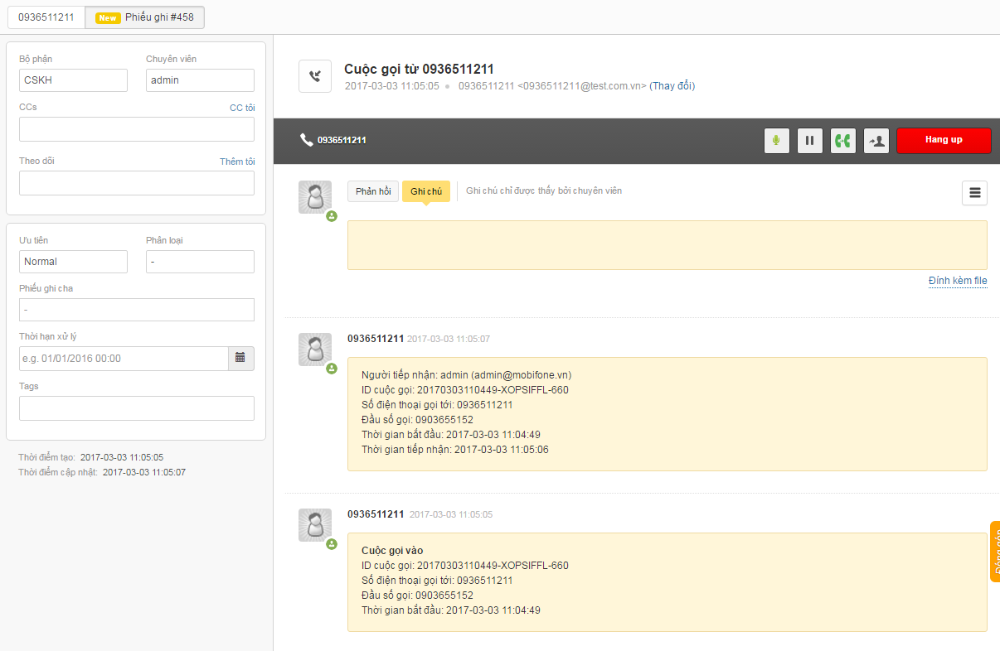 0936511211
New Phiếu ghi #458
Bộ phận
Chuyên viên
CSKH
admin
CCs
CC tôi
Theo dõi
Thêm tôi
Ưu tiên
Phân loại
Normal
-
Phiếu ghi cha
-
Thời hạn xử lý
e.g. 01/01/2016 00:00
Tags
Thời điểm tạo: 2017-03-03 11:05:05
Thời điểm cập nhật: 2017-03-03 11:05:07
Cuộc gọi từ 0936511211
2017-03-03 11:05:05 0936511211 <0936511211@test.com.vn> (Thay đổi)
0936511211
Hang up
Phản hồi
Ghi chú
Ghi chú chỉ được thấy bởi chuyên viên
Đính kèm file
0936511211 2017-03-03 11:05:07
Người tiếp nhận: admin (admin@mobifone.vn)
ID cuộc gọi: 20170303110449-XOPSIFFL-660
Số điện thoại gọi tới: 0936511211
Đầu số gọi: 0903655152
Thời gian bắt đầu: 2017-03-03 11:04:49
Thời gian tiếp nhận: 2017-03-03 11:05:06
0936511211 2017-03-03 11:05:05
Cuộc gọi vào
ID cuộc gọi: 20170303110449-XOPSIFFL-660
Số điện thoại gọi tới: 0936511211
Đầu số gọi: 0903655152
Thời gian bắt đầu: 2017-03-03 11:04:49